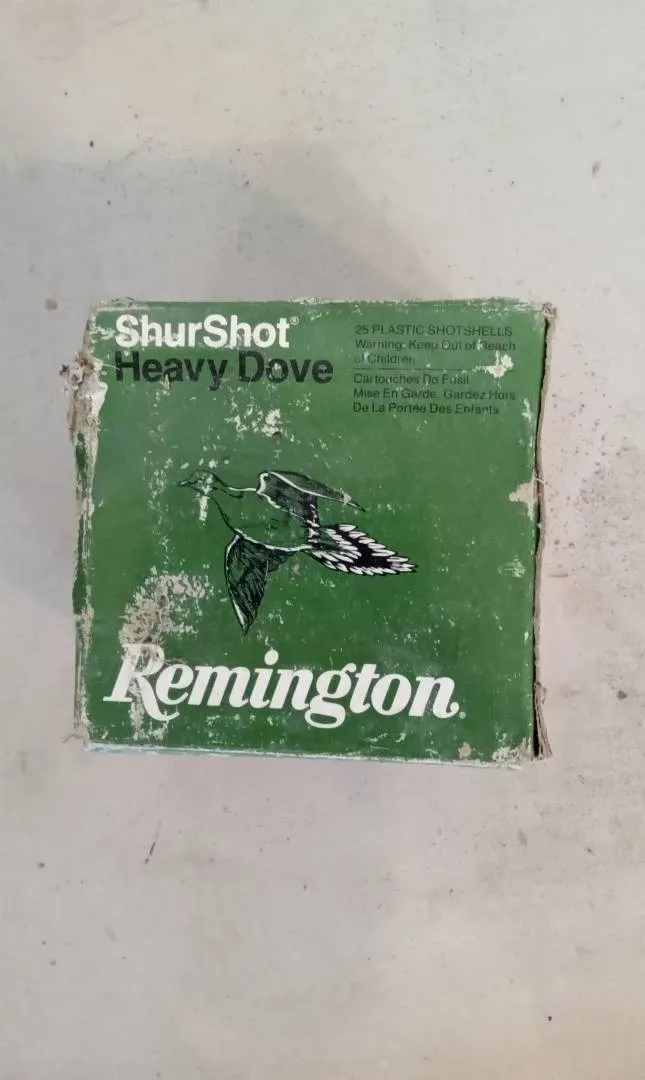 ShurShot®
Heavy Dove
25 PLASTIC SHOTSHELLS
Warning: Keep Out of Reach
of Children
Cartouches De Fusil
Mise En Garde. Gardez Hors
De La Portée Des Enfants
Remington®